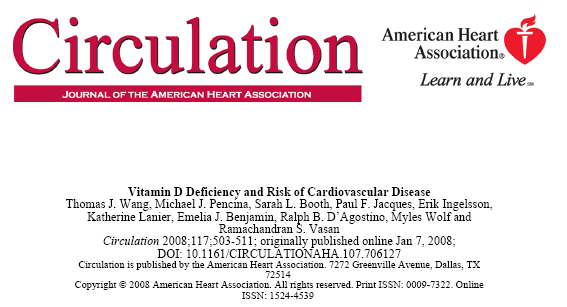 Circulation
JOURNAL OF THE AMERICAN HEART ASSOCIATION
American Heart
Association®
Learn and Live℠
Vitamin D Deficiency and Risk of Cardiovascular Disease
Thomas J. Wang, Michael J. Pencina, Sarah L. Booth, Paul F. Jacques, Erik Ingelsson,
Katherine Lanier, Emelia J. Benjamin, Ralph B. D'Agostino, Myles Wolf and
Ramachandran S. Vasan
Circulation 2008;117;503-511; originally published online Jan 7, 2008;
DOI: 10.1161/CIRCULATIONAHA.107.706127
Circulation is published by the American Heart Association. 7272 Greenville Avenue, Dallas, TX
72514
Copyright © 2008 American Heart Association. All rights reserved. Print ISSN: 0009-7322. Online
ISSN: 1524-4539